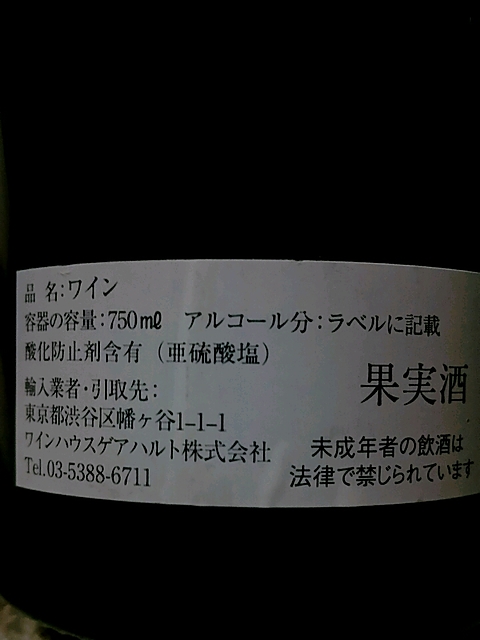 品 名:ワイン
容器の容量:750㎖ アルコール分:ラベルに記載
酸化防止剤含有(亜硫酸塩)
輸入業者・引取先:
東京都渋谷区幡ヶ谷1-1-1
ワインハウスゲアハルト株式会社
Tel.03-5388-6711
果実酒
未成年者の飲酒は
法律で禁じられています